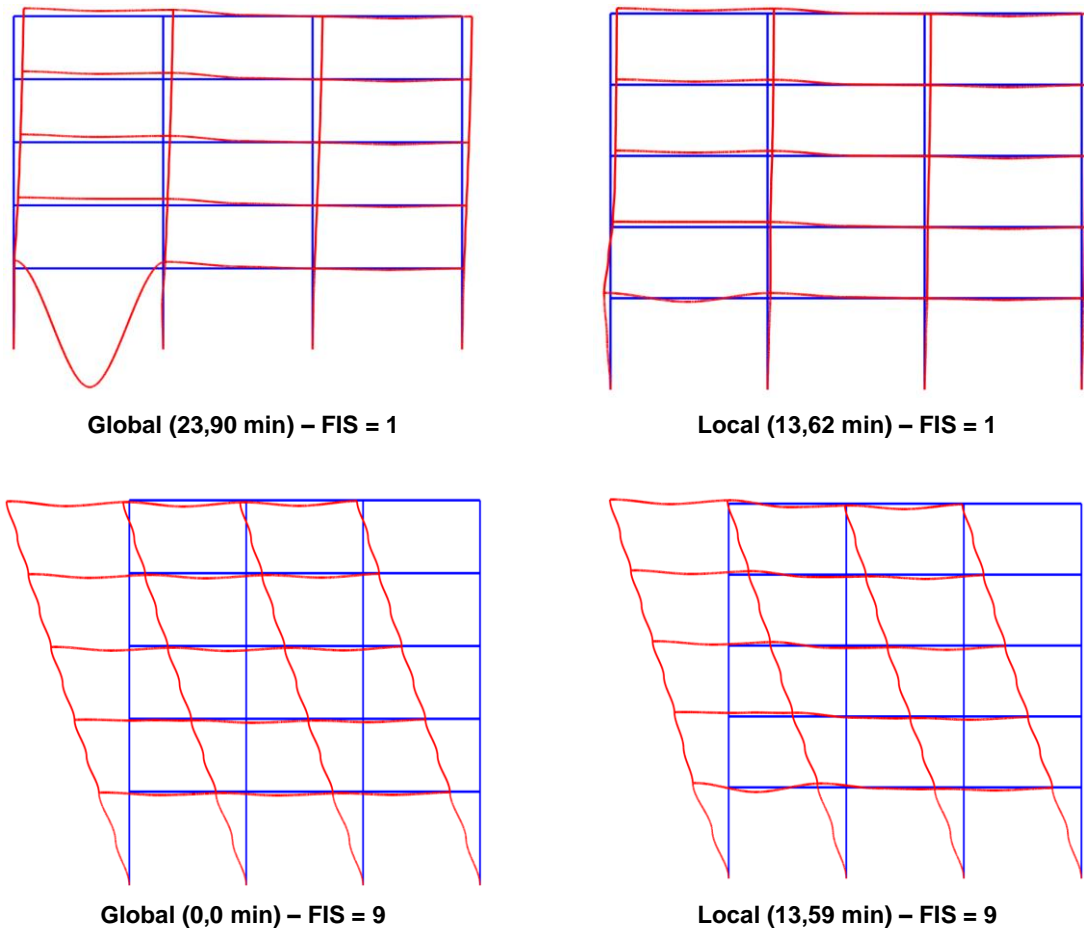 Global (23,90 min) – FIS = 1
Local (13,62 min) – FIS = 1
Global (0,0 min) – FIS = 9
Local (13,59 min) – FIS = 9